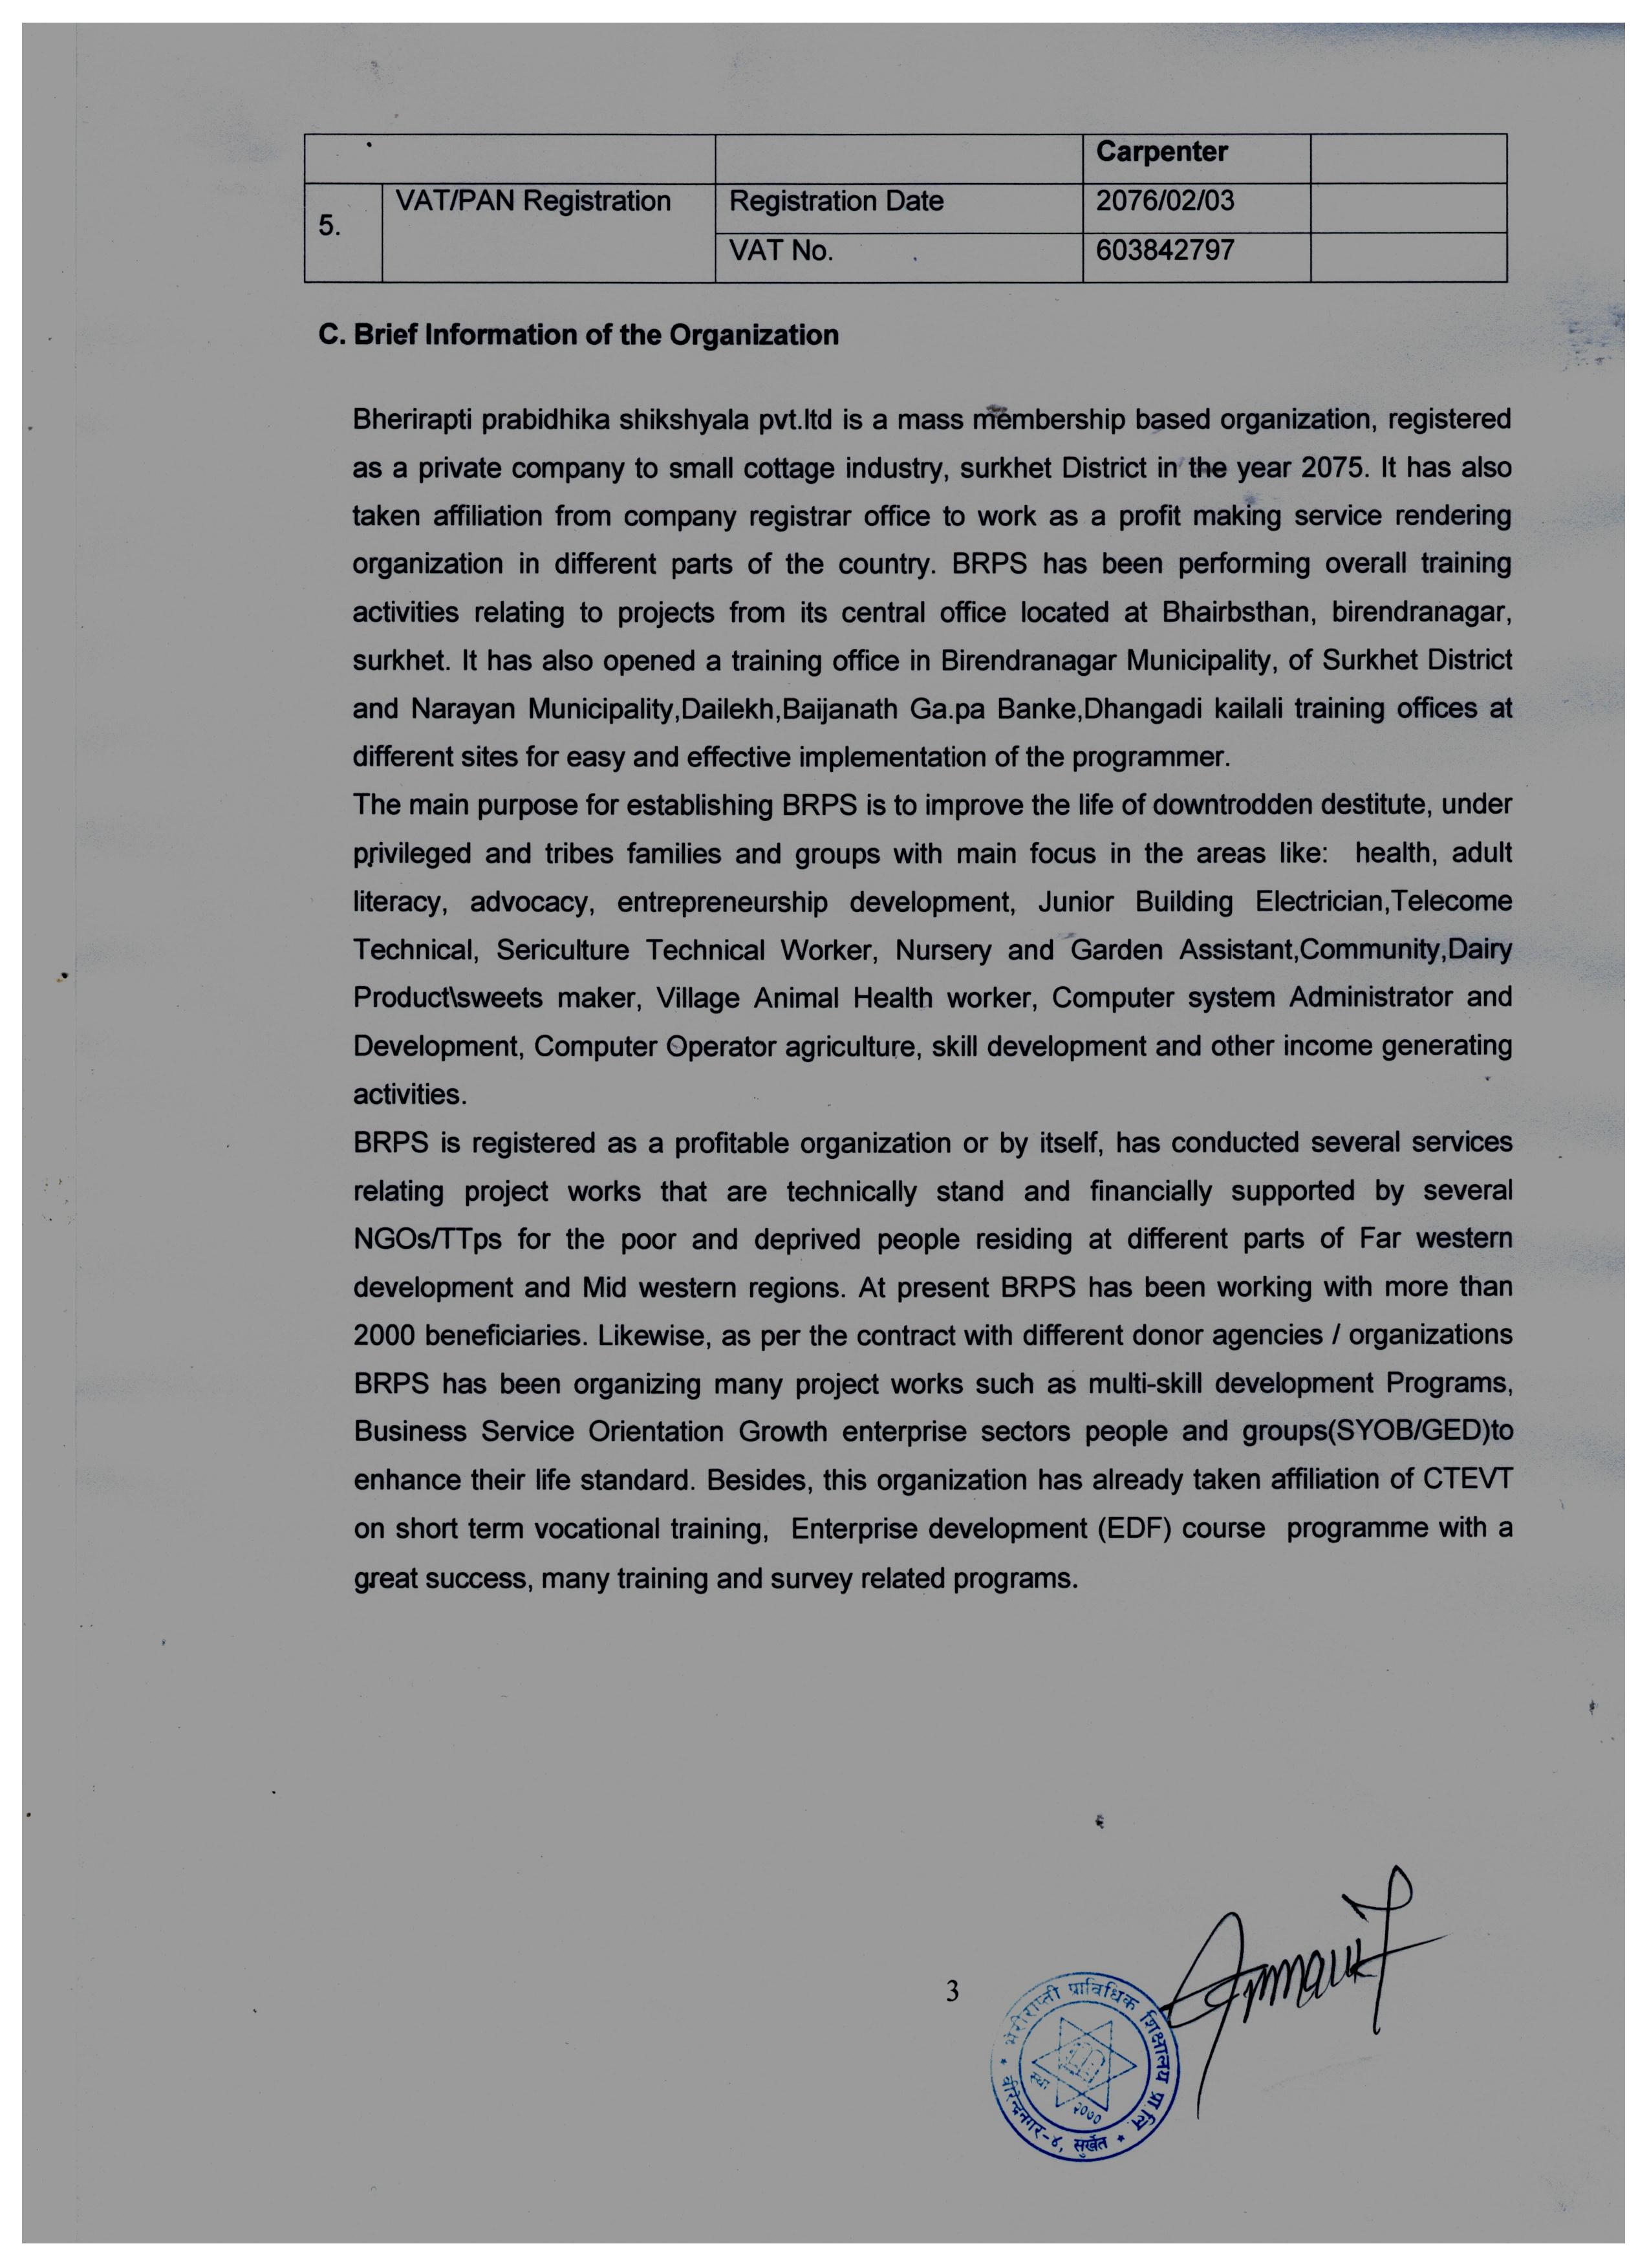 Carpenter
5. VAT/PAN Registration Registration Date 2076/02/03
VAT No. 603842797
C. Brief Information of the Organization
Bherirapti prabidhika shikshyala pvt.ltd is a mass membership based organization, registered
as a private company to small cottage industry, surkhet District in the year 2075. It has also
taken affiliation from company registrar office to work as a profit making service rendering
organization in different parts of the country. BRPS has been performing overall training
activities relating to projects from its central office located at Bhairbsthan, birendranagar,
surkhet. It has also opened a training office in Birendranagar Municipality, of Surkhet District
and Narayan Municipality,Dailekh,Baijanath Ga.pa Banke,Dhangadi kailali training offices at
different sites for easy and effective implementation of the programmer.
The main purpose for establishing BRPS is to improve the life of downtrodden destitute, under
privileged and tribes families and groups with main focus in the areas like: health, adult
literacy, advocacy, entrepreneurship development, Junior Building Electrician,Telecome
Technical, Sericulture Technical Worker, Nursery and Garden Assistant,Community,Dairy
Product\sweets maker, Village Animal Health worker, Computer system Administrator and
Development, Computer Operator agriculture, skill development and other income generating
activities.
BRPS is registered as a profitable organization or by itself, has conducted several services
relating project works that are technically stand and financially supported by several
NGOs/TTps for the poor and deprived people residing at different parts of Far western
development and Mid western regions. At present BRPS has been working with more than
2000 beneficiaries. Likewise, as per the contract with different donor agencies / organizations
BRPS has been organizing many project works such as multi-skill development Programs,
Business Service Orientation Growth enterprise sectors people and groups(SYOB/GED)to
enhance their life standard. Besides, this organization has already taken affiliation of CTEVT
on short term vocational training, Enterprise development (EDF) course programme with a
great success, many training and survey related programs.
3
भेरीराप्ती प्राविधिक शिक्षालय प्रा.लि.
बीरेन्द्रनगर-४, सुर्खेत